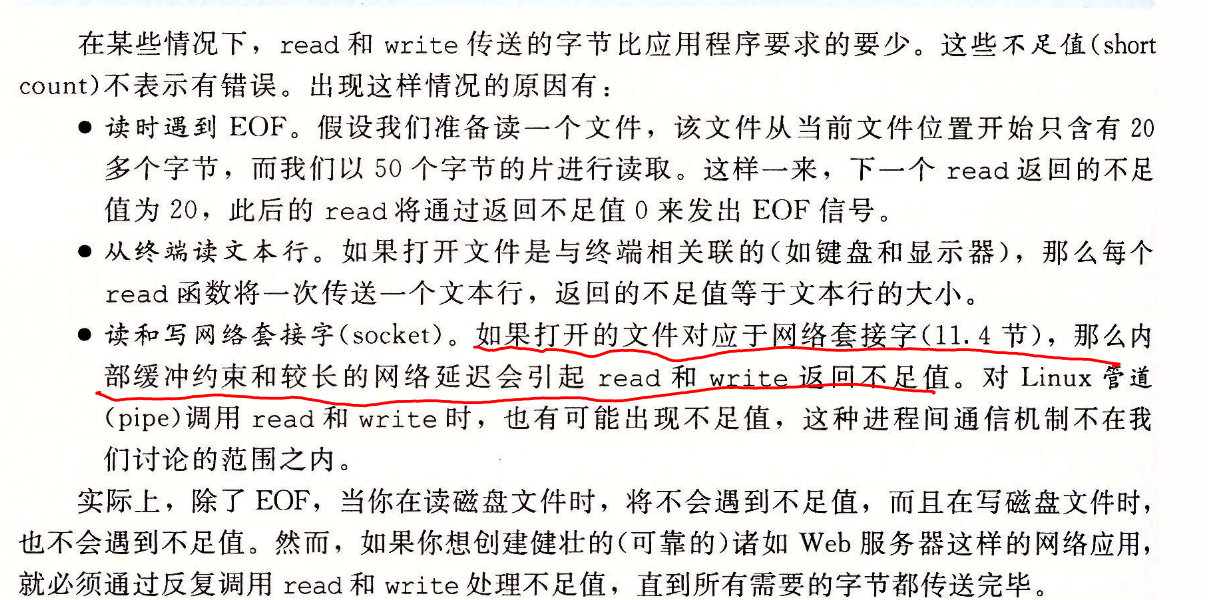 在某些情况下，read 和 write 传送的字节比应用程序要求的要少。这些不足值(short
count)不表示有错误。出现这样情况的原因有：
● 读时遇到 EOF。假设我们准备读一个文件，该文件从当前文件位置开始只含有 20
多个字节，而我们以 50 个字节的片进行读取。这样一来，下一个 read 返回的不足
值为 20，此后的 read 将通过返回不足值 0 来发出 EOF 信号。
● 从终端读文本行。如果打开文件是与终端相关联的(如键盘和显示器)，那么每个
read 函数将一次传送一个文本行，返回的不足值等于文本行的大小。
● 读和写网络套接字(socket)。如果打开的文件对应于网络套接字(11.4 节)，那么内
部缓冲约束和较长的网络延迟会引起 read 和 write 返回不足值。对 Linux 管道
(pipe)调用 read 和 write 时，也有可能出现不足值，这种进程间通信机制不在我
们讨论的范围之内。
实际上，除了 EOF，当你在读磁盘文件时，将不会遇到不足值，而且在写磁盘文件时，
也不会遇到不足值。然而，如果你想创建健壮的(可靠的)诸如 Web 服务器这样的网络应用，
就必须通过反复调用 read 和 write 处理不足值，直到所有需要的字节都传送完毕。